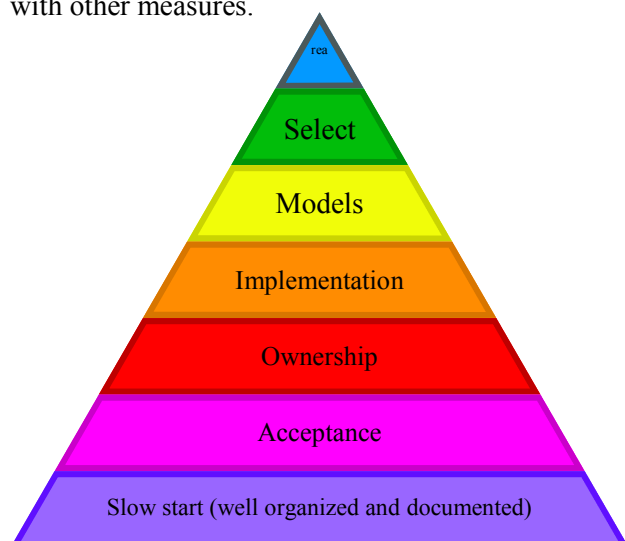 with other measures.
rea
Select
Models
Implementation
Ownership
Acceptance
Slow start (well organized and documented)